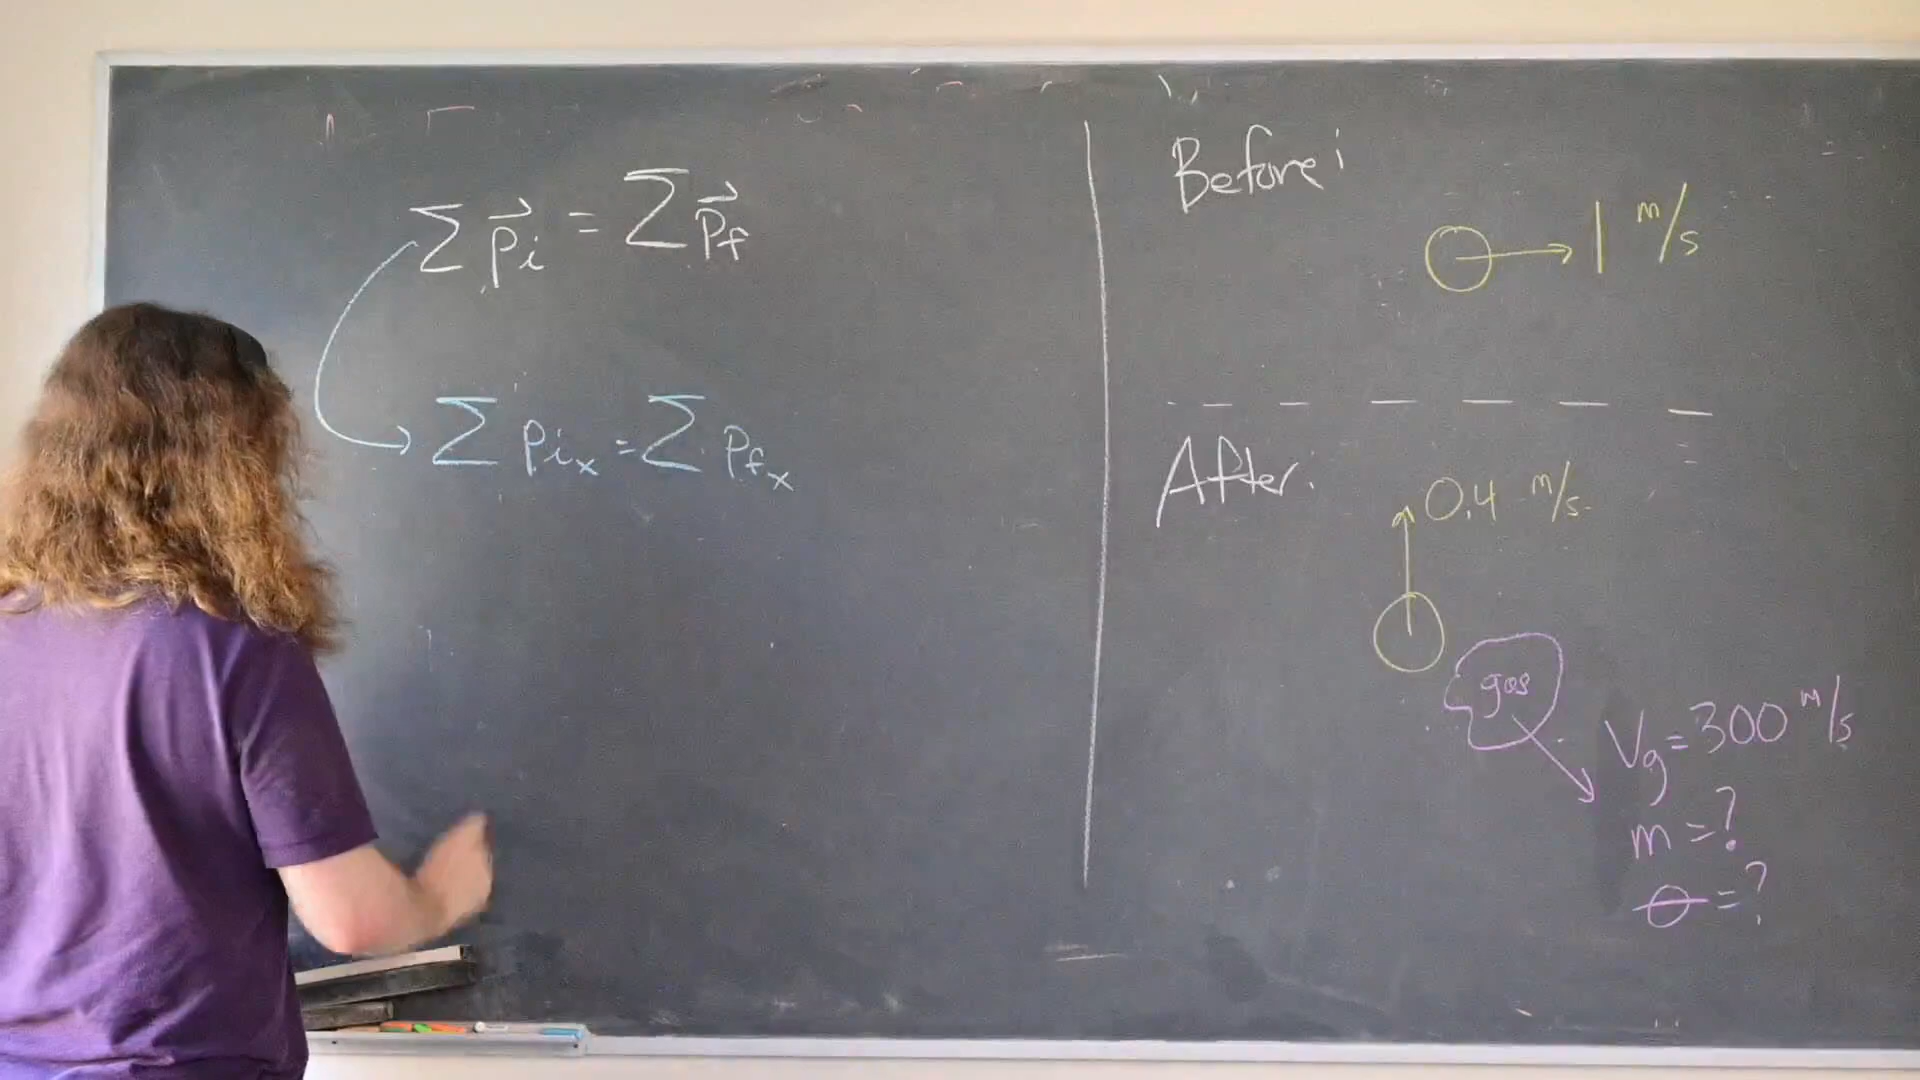 ∑ p⃗ᵢ = ∑ p⃗f
∑ pᵢₓ = ∑ pfₓ
Before:
1 m/s
After:
0.4 m/s
gas
Vg = 300 m/s
m = ?
θ = ?